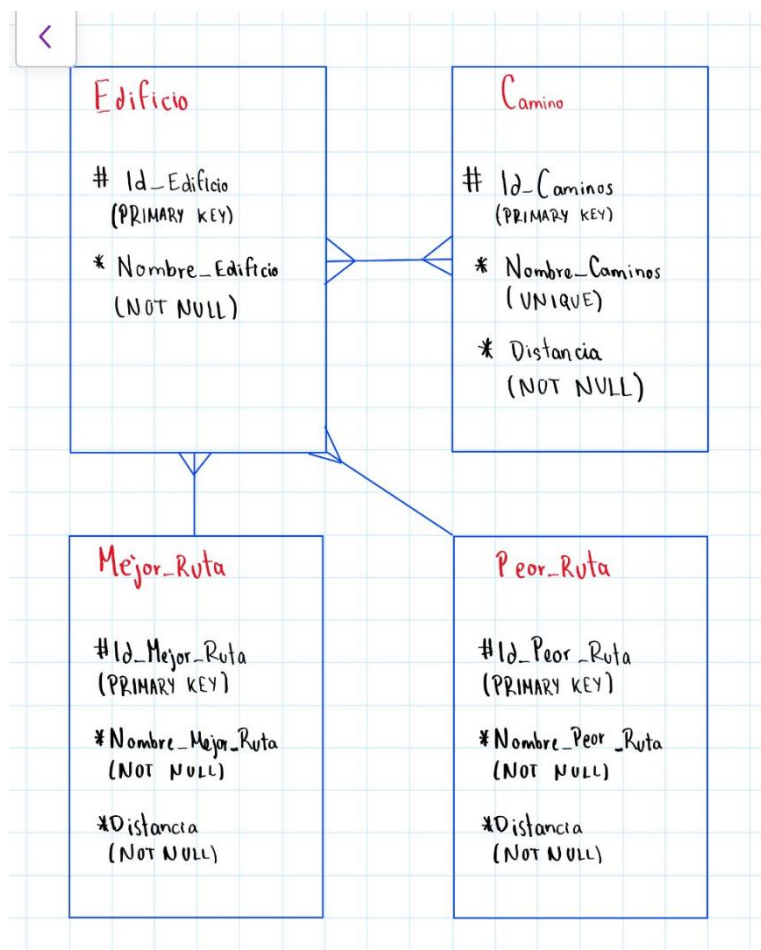 Edificio
# Id_Edificio
(PRIMARY KEY)
* Nombre_Edificio
(NOT NULL)
Camino
# Id_Caminos
(PRIMARY KEY)
* Nombre_Caminos
(UNIQUE)
* Distancia
(NOT NULL)
Mejor_Ruta
#Id_Mejor_Ruta
(PRIMARY KEY)
*Nombre_Mejor_Ruta
(NOT NULL)
*Distancia
(NOT NULL)
Peor_Ruta
#Id_Peor_Ruta
(PRIMARY KEY)
*Nombre_Peor_Ruta
(NOT NULL)
*Distancia
(NOT NULL)